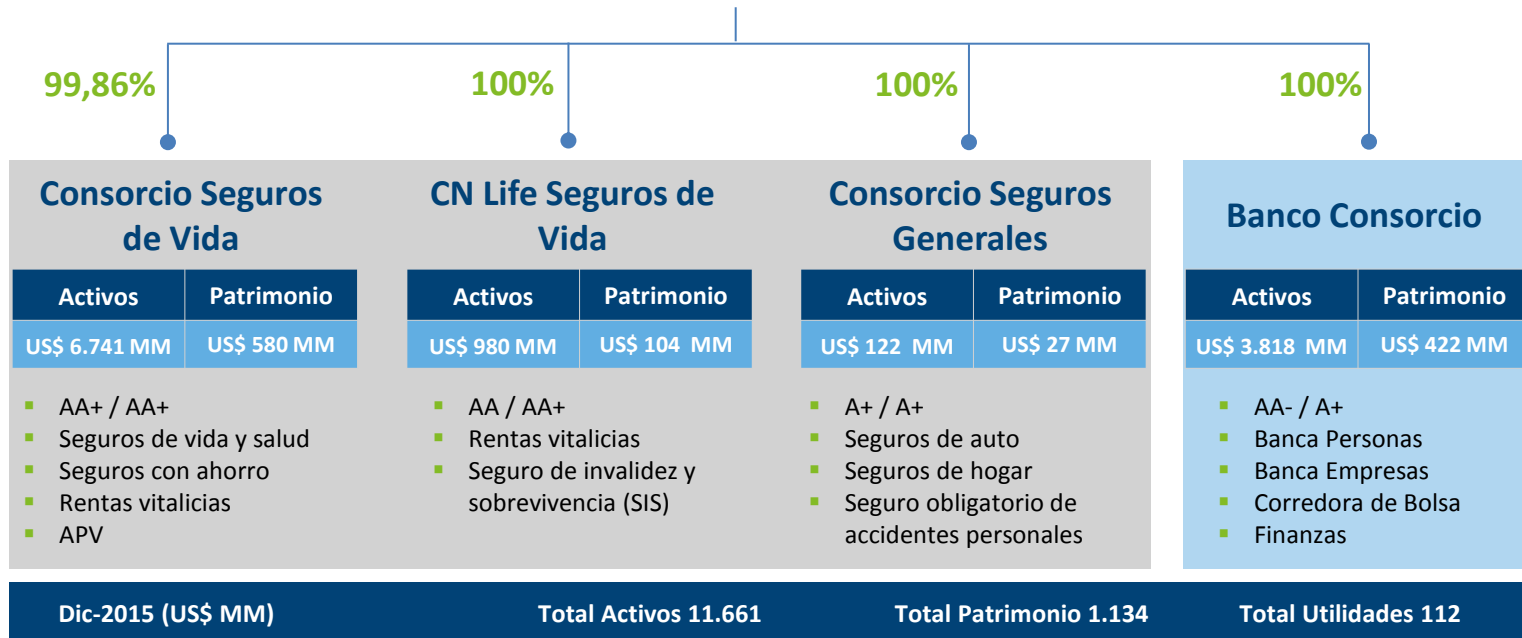 99,86%
100%
100%
100%
Consorcio Seguros
de Vida
Activos Patrimonio
US$ 6.741 MM US$ 580 MM
AA+ / AA+
Seguros de vida y salud
Seguros con ahorro
Rentas vitalicias
APV
CN Life Seguros de
Vida
Activos Patrimonio
US$ 980 MM US$ 104 MM
AA / AA+
Rentas vitalicias
Seguro de invalidez y
sobrevivencia (SIS)
Consorcio Seguros
Generales
Activos Patrimonio
US$ 122 MM US$ 27 MM
A+ / A+
Seguros de auto
Seguros de hogar
Seguro obligatorio de
accidentes personales
Banco Consorcio
Activos Patrimonio
US$ 3.818 MM US$ 422 MM
AA- / A+
Banca Personas
Banca Empresas
Corredora de Bolsa
Finanzas
Dic-2015 (US$ MM) Total Activos 11.661 Total Patrimonio 1.134 Total Utilidades 112